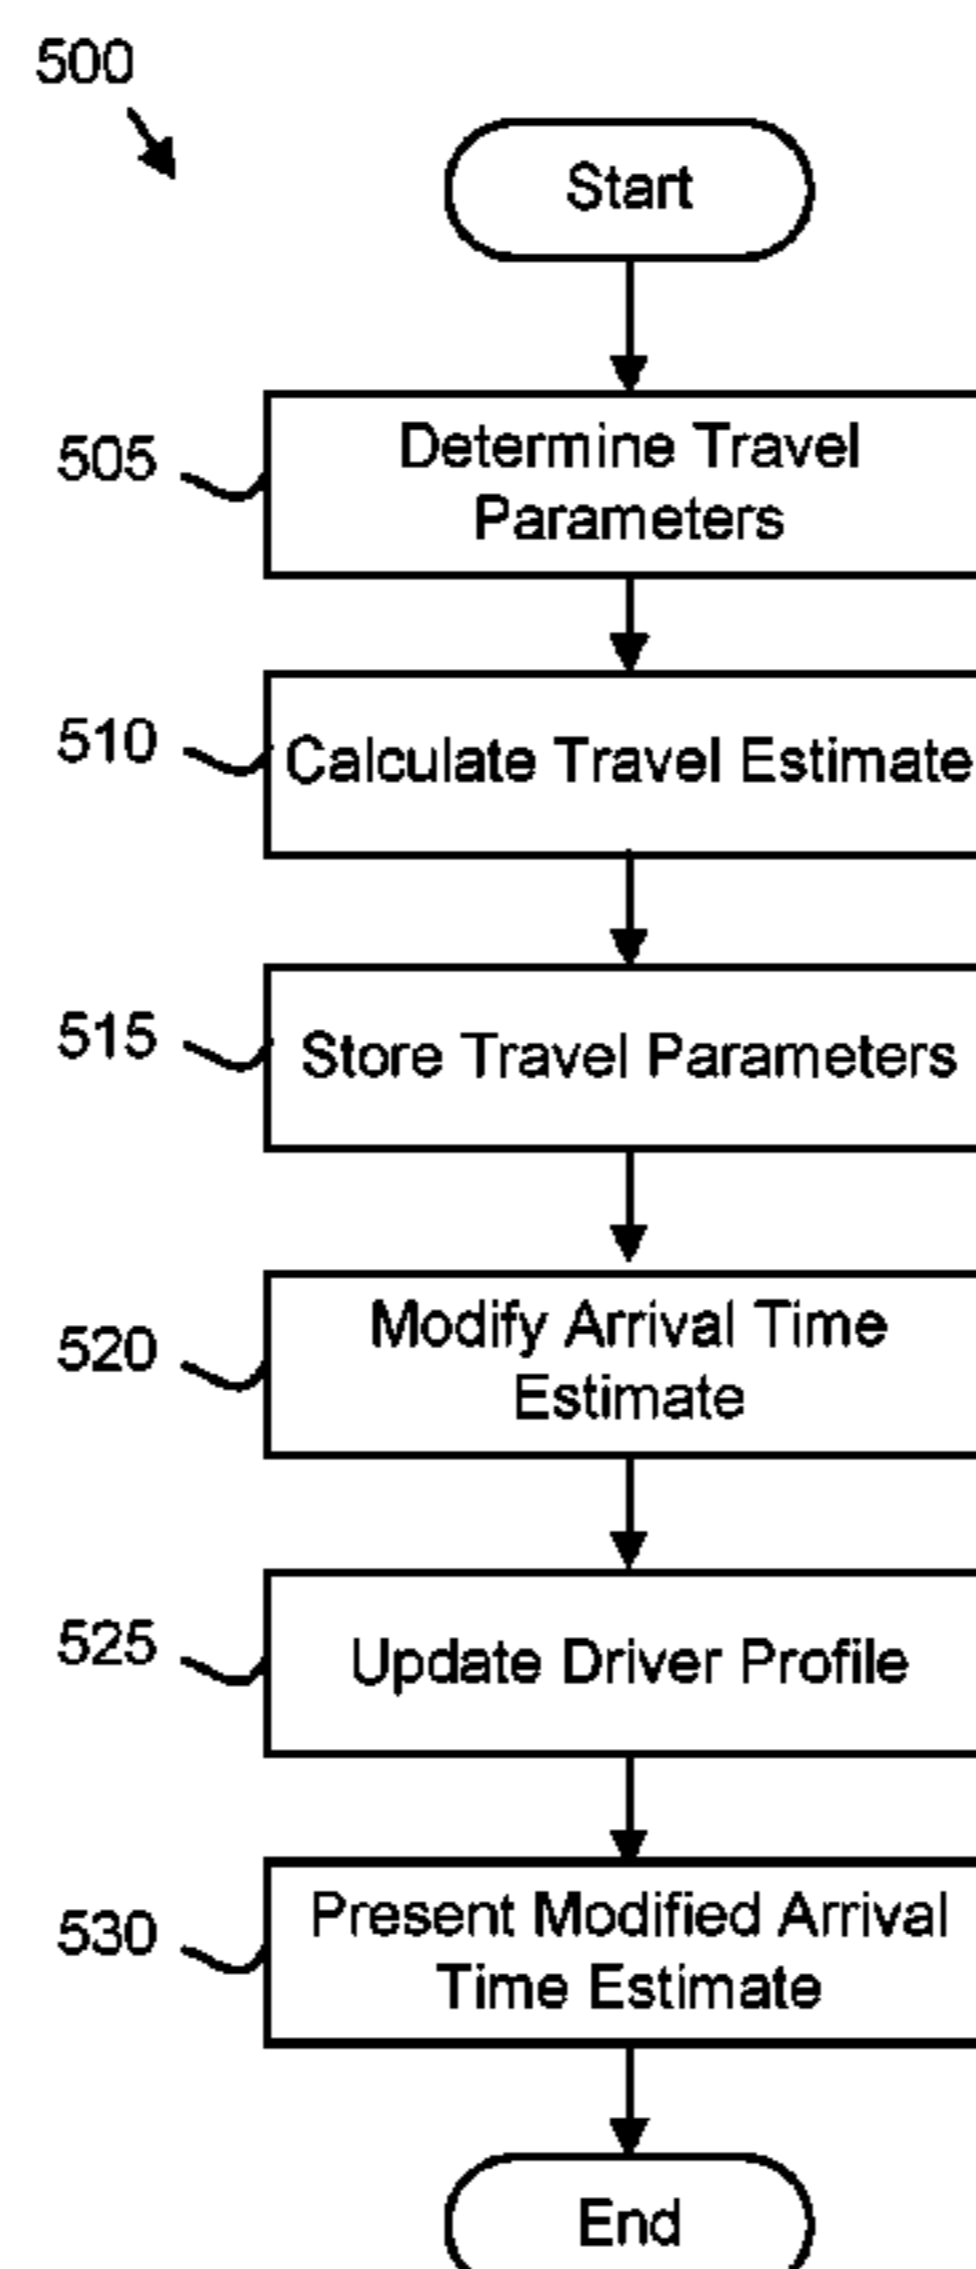 500
Start
505
Determine Travel
Parameters
510
Calculate Travel Estimate
515
Store Travel Parameters
520
Modify Arrival Time
Estimate
525
Update Driver Profile
530
Present Modified Arrival
Time Estimate
End